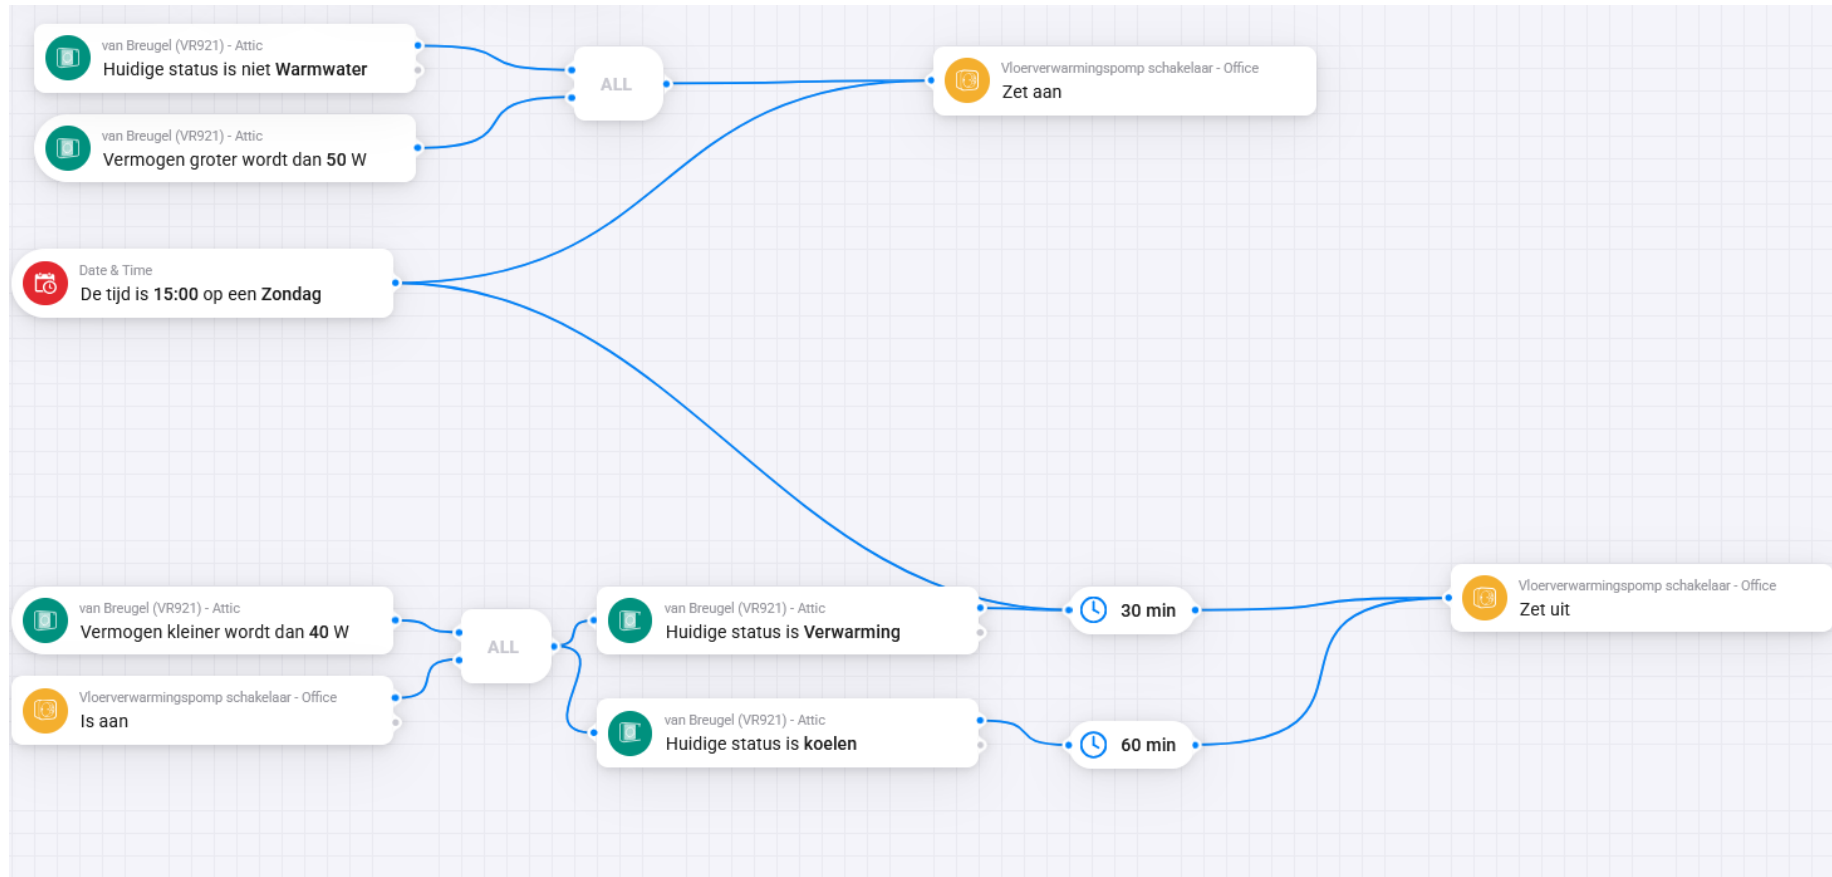 van Breugel (VR921) - Attic
Huidige status is niet Warmwater
van Breugel (VR921) - Attic
Vermogen groter wordt dan 50 W
ALL
Vloerverwarmingspomp schakelaar - Office
Zet aan
Date & Time
De tijd is 15:00 op een Zondag
van Breugel (VR921) - Attic
Vermogen kleiner wordt dan 40 W
Vloerverwarmingspomp schakelaar - Office
Is aan
ALL
van Breugel (VR921) - Attic
Huidige status is Verwarming
van Breugel (VR921) - Attic
Huidige status is koelen
30 min
60 min
Vloerverwarmingspomp schakelaar - Office
Zet uit